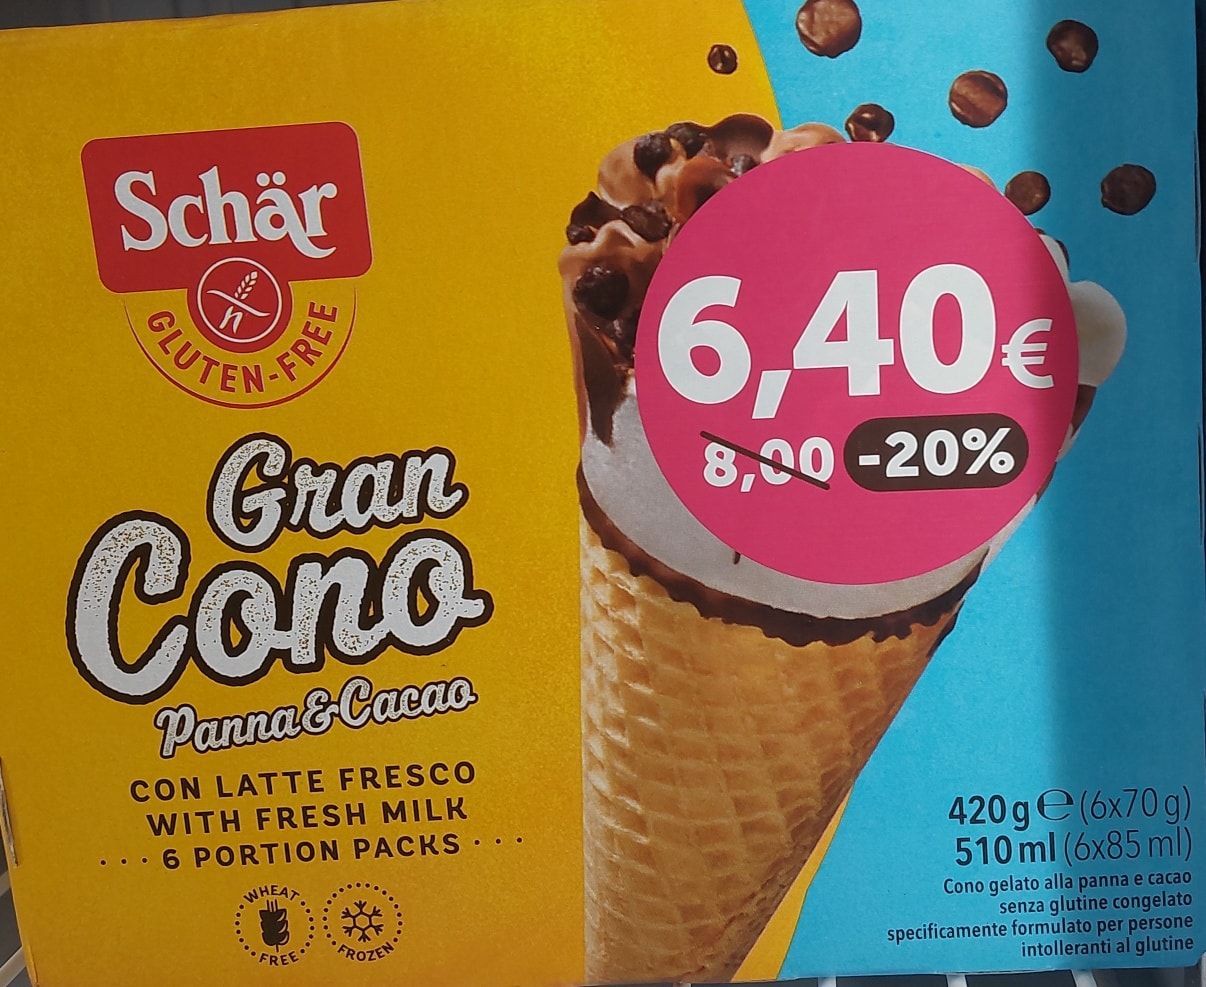 Schär
GLUTEN-FREE
Gran
Cono
Panna&Cacao
CON LATTE FRESCO
WITH FRESH MILK
...6 PORTION PACKS...
WHEAT
FREE
FROZEN
6,40€
8,00 -20%
420g e (6x70g)
510 ml (6x85 ml)
Cono gelato alla panna e cacao
senza glutine congelato
specificamente formulato per persone
intolleranti al glutine